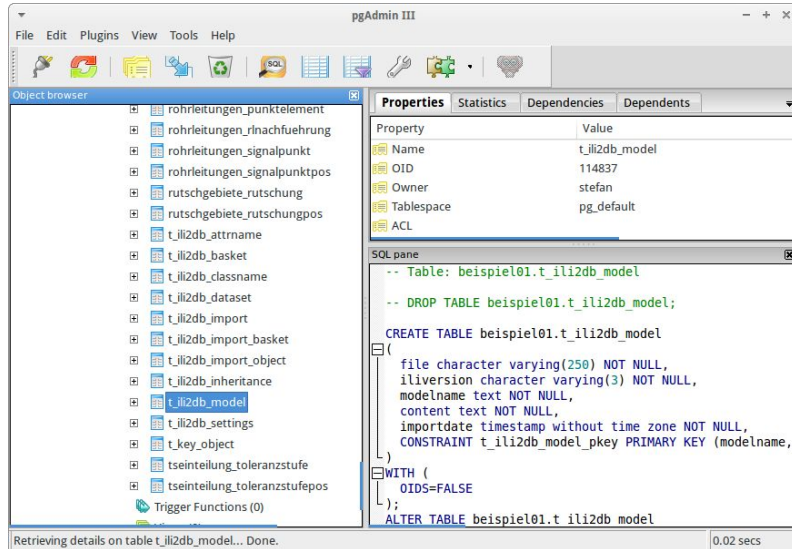 pgAdmin III
File Edit Plugins View Tools Help
SQL
Object browser
rohrleitungen_punktelement
rohrleitungen_rlnachfuehrung
rohrleitungen_signalpunkt
rohrleitungen_signalpunktpos
rutschgebiete_rutschung
rutschgebiete_rutschungpos
t_ili2db_attrname
t_ili2db_basket
t_ili2db_classname
t_ili2db_dataset
t_ili2db_import
t_ili2db_import_basket
t_ili2db_import_object
t_ili2db_inheritance
t_ili2db_model
t_ili2db_settings
t_key_object
tseinteilung_toleranzstufe
tseinteilung_toleranzstufepos
Trigger Functions (0)
Properties Statistics Dependencies Dependents
Property Value
Name t_ili2db_model
OID 114837
Owner stefan
Tablespace pg_default
ACL
SQL pane
-- Table: beispiel01.t_ili2db_model
-- DROP TABLE beispiel01.t_ili2db_model;
CREATE TABLE beispiel01.t_ili2db_model
(
file character varying(250) NOT NULL,
iliversion character varying(3) NOT NULL,
modelname text NOT NULL,
content text NOT NULL,
importdate timestamp without time zone NOT NULL,
CONSTRAINT t_ili2db_model_pkey PRIMARY KEY (modelname,
)
WITH (
OIDS=FALSE
);
ALTER TABLE beispiel01.t_ili2db_model
Retrieving details on table t_ili2db_model... Done. 0.02 secs